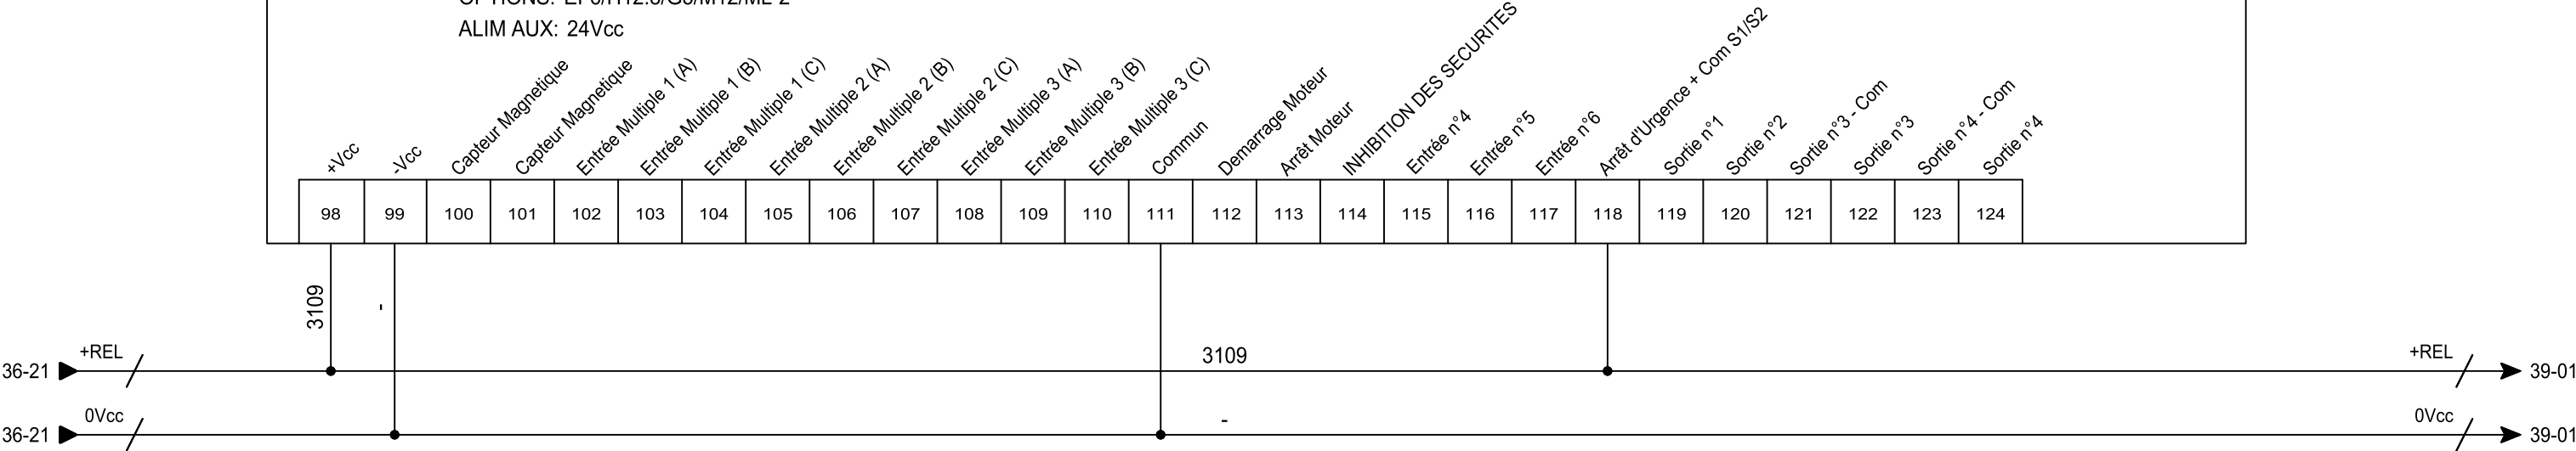 ALIM AUX: 24Vcc
+Vcc
-Vcc
Capteur Magnetique
Capteur Magnetique
Entrée Multiple 1 (A)
Entrée Multiple 1 (B)
Entrée Multiple 1 (C)
Entrée Multiple 2 (A)
Entrée Multiple 2 (B)
Entrée Multiple 2 (C)
Entrée Multiple 3 (A)
Entrée Multiple 3 (B)
Entrée Multiple 3 (C)
Commun
Demarrage Moteur
Arrêt Moteur
INHIBITION DES SECURITES
Entrée n°4
Entrée n°5
Entrée n°6
Arrêt d'Urgence + Com S1/S2
Sortie n°1
Sortie n°2
Sortie n°3 - Com
Sortie n°3
Sortie n°4 - Com
Sortie n°4
98 99 100 101 102 103 104 105 106 107 108 109 110 111 112 113 114 115 116 117 118 119 120 121 122 123 124
3109
-
3109
36-21 +REL
+REL 39-01
-
36-21 0Vcc
0Vcc 39-01